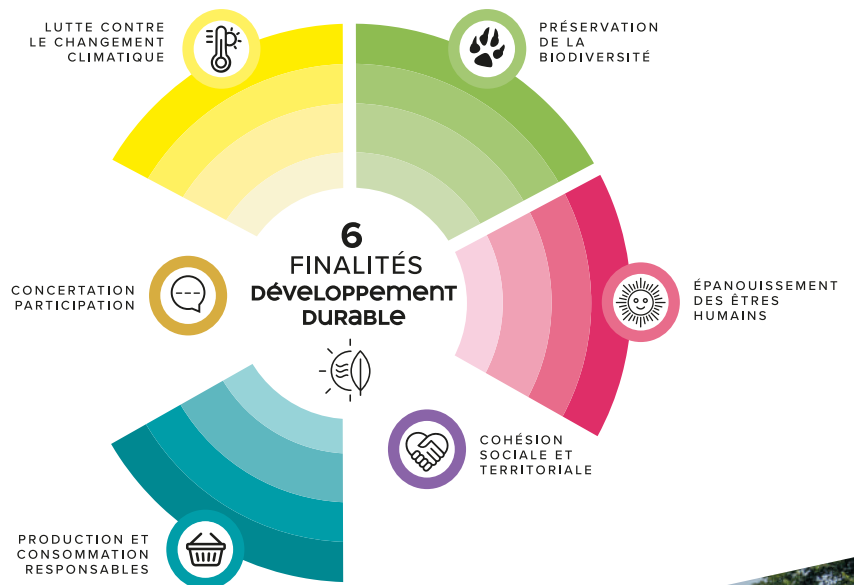 LUTTE CONTRE
LE CHANGEMENT
CLIMATIQUE
PRÉSERVATION
DE LA
BIODIVERSITÉ
6
FINALITÉS
DÉVELOPPEMENT
DURABLE
CONCERTATION
PARTICIPATION
ÉPANOUISSEMENT
DES ÊTRES
HUMAINS
COHÉSION
SOCIALE ET
TERRITORIALE
PRODUCTION ET
CONSOMMATION
RESPONSABLES